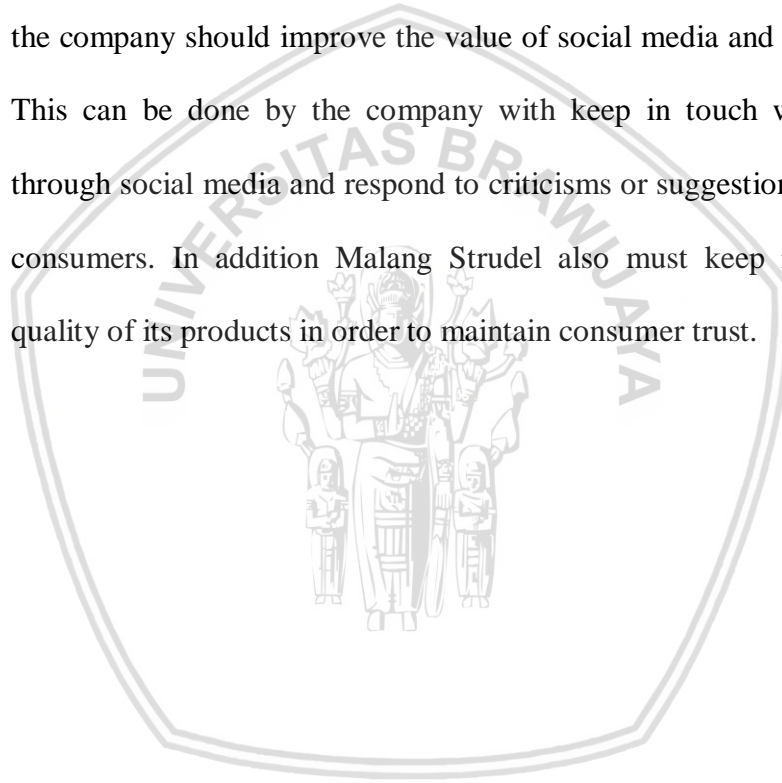 the company should improve the value of social media and
This can be done by the company with keep in touch
through social media and respond to criticisms or suggestion
consumers. In addition Malang Strudel also must keep
quality of its products in order to maintain consumer trust.
UNIVERSITAS BRAWIJAYA